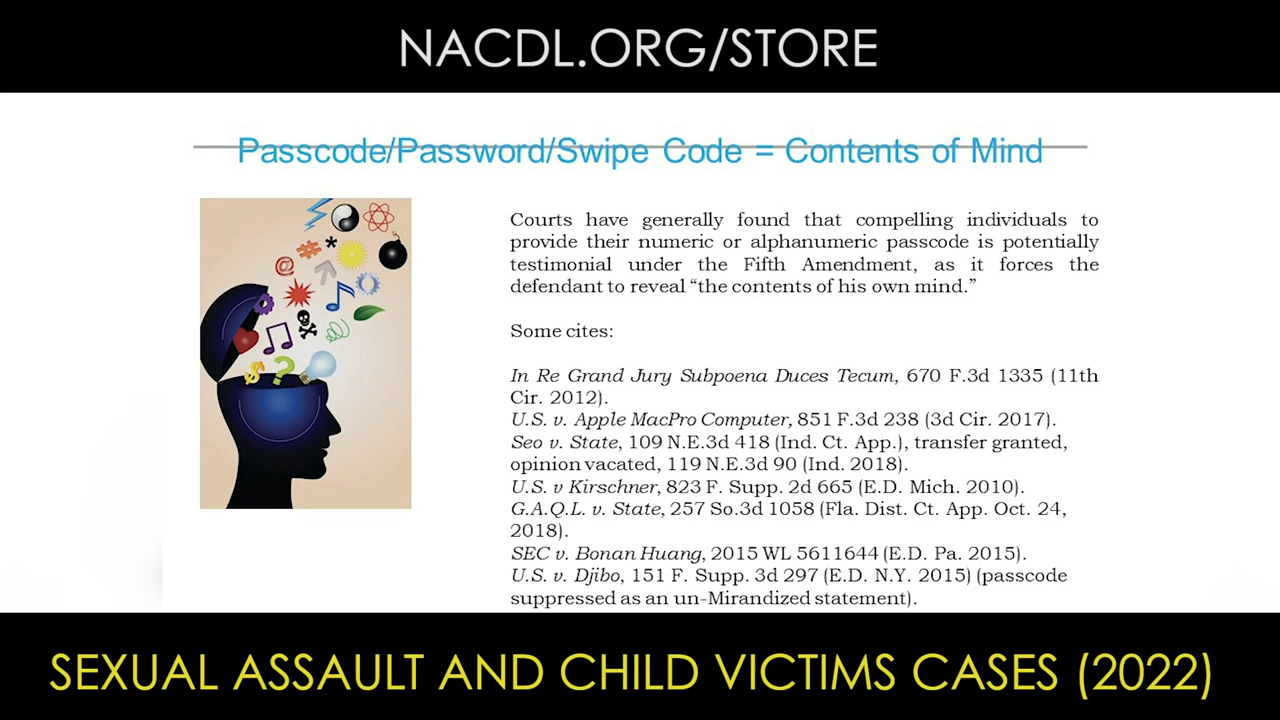 NACDL.ORG/STORE
Passcode/Password/Swipe Code = Contents of Mind
Courts have generally found that compelling individuals to
provide their numeric or alphanumeric passcode is potentially
testimonial under the Fifth Amendment, as it forces the
defendant to reveal “the contents of his own mind.”
Some cites:
In Re Grand Jury Subpoena Duces Tecum, 670 F.3d 1335 (11th
Cir. 2012).
U.S. v. Apple MacPro Computer, 851 F.3d 238 (3d Cir. 2017).
Seo v. State, 109 N.E.3d 418 (Ind. Ct. App.), transfer granted,
opinion vacated, 119 N.E.3d 90 (Ind. 2018).
U.S. v Kirschner, 823 F. Supp. 2d 665 (E.D. Mich. 2010).
G.A.Q.L. v. State, 257 So.3d 1058 (Fla. Dist. Ct. App. Oct. 24,
2018).
SEC v. Bonan Huang, 2015 WL 5611644 (E.D. Pa. 2015).
U.S. v. Djibo, 151 F. Supp. 3d 297 (E.D. N.Y. 2015) (passcode
suppressed as an un-Mirandized statement).
SEXUAL ASSAULT AND CHILD VICTIMS CASES (2022)